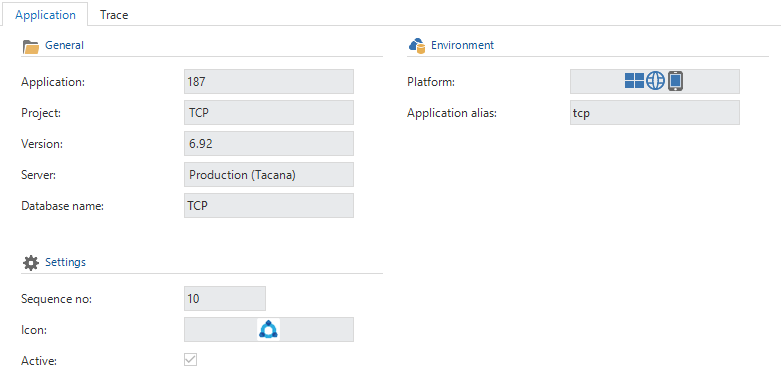 Application Trace
General
Application: 187
Project: TCP
Version: 6.92
Server: Production (Tacana)
Database name: TCP
Environment
Platform:
Application alias: tcp
Settings
Sequence no: 10
Icon:
Active: